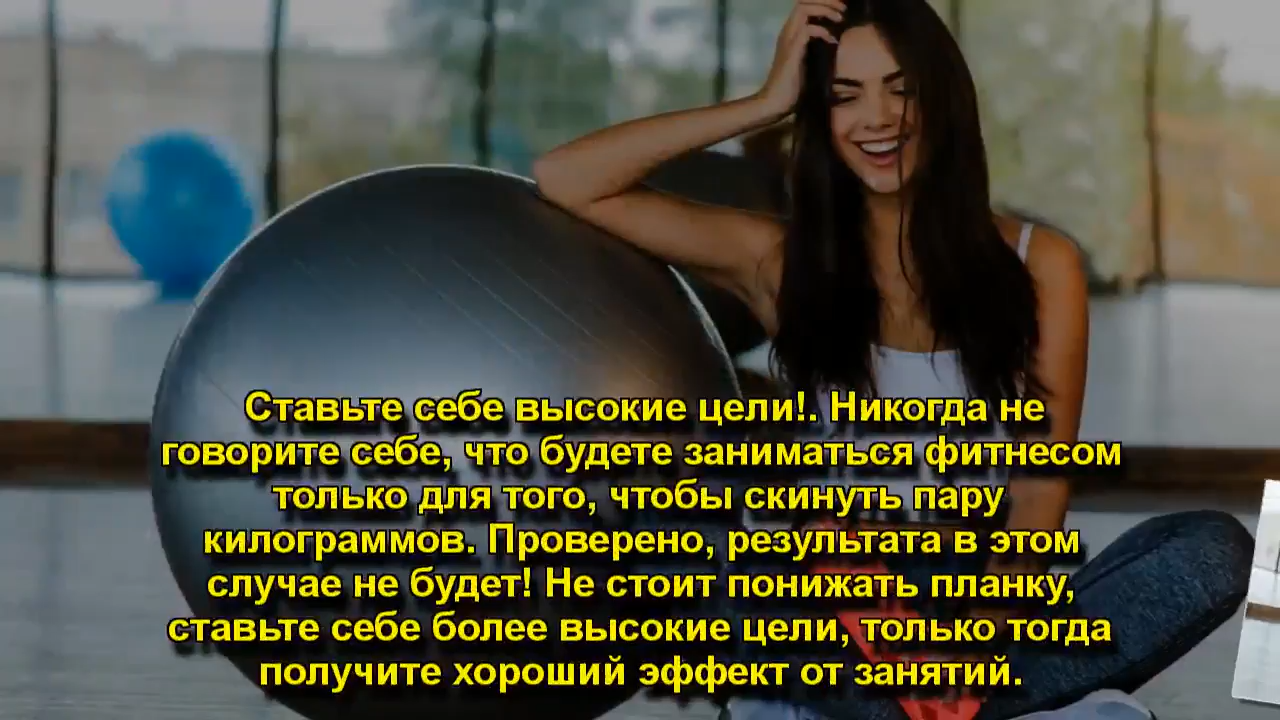 Ставьте себе высокие цели!. Никогда не
говорите себе, что будете заниматься фитнесом
только для того, чтобы скинуть пару
килограммов. Проверено, результата в этом
случае не будет! Не стоит понижать планку,
ставьте себе более высокие цели, только тогда
получите хороший эффект от занятий.